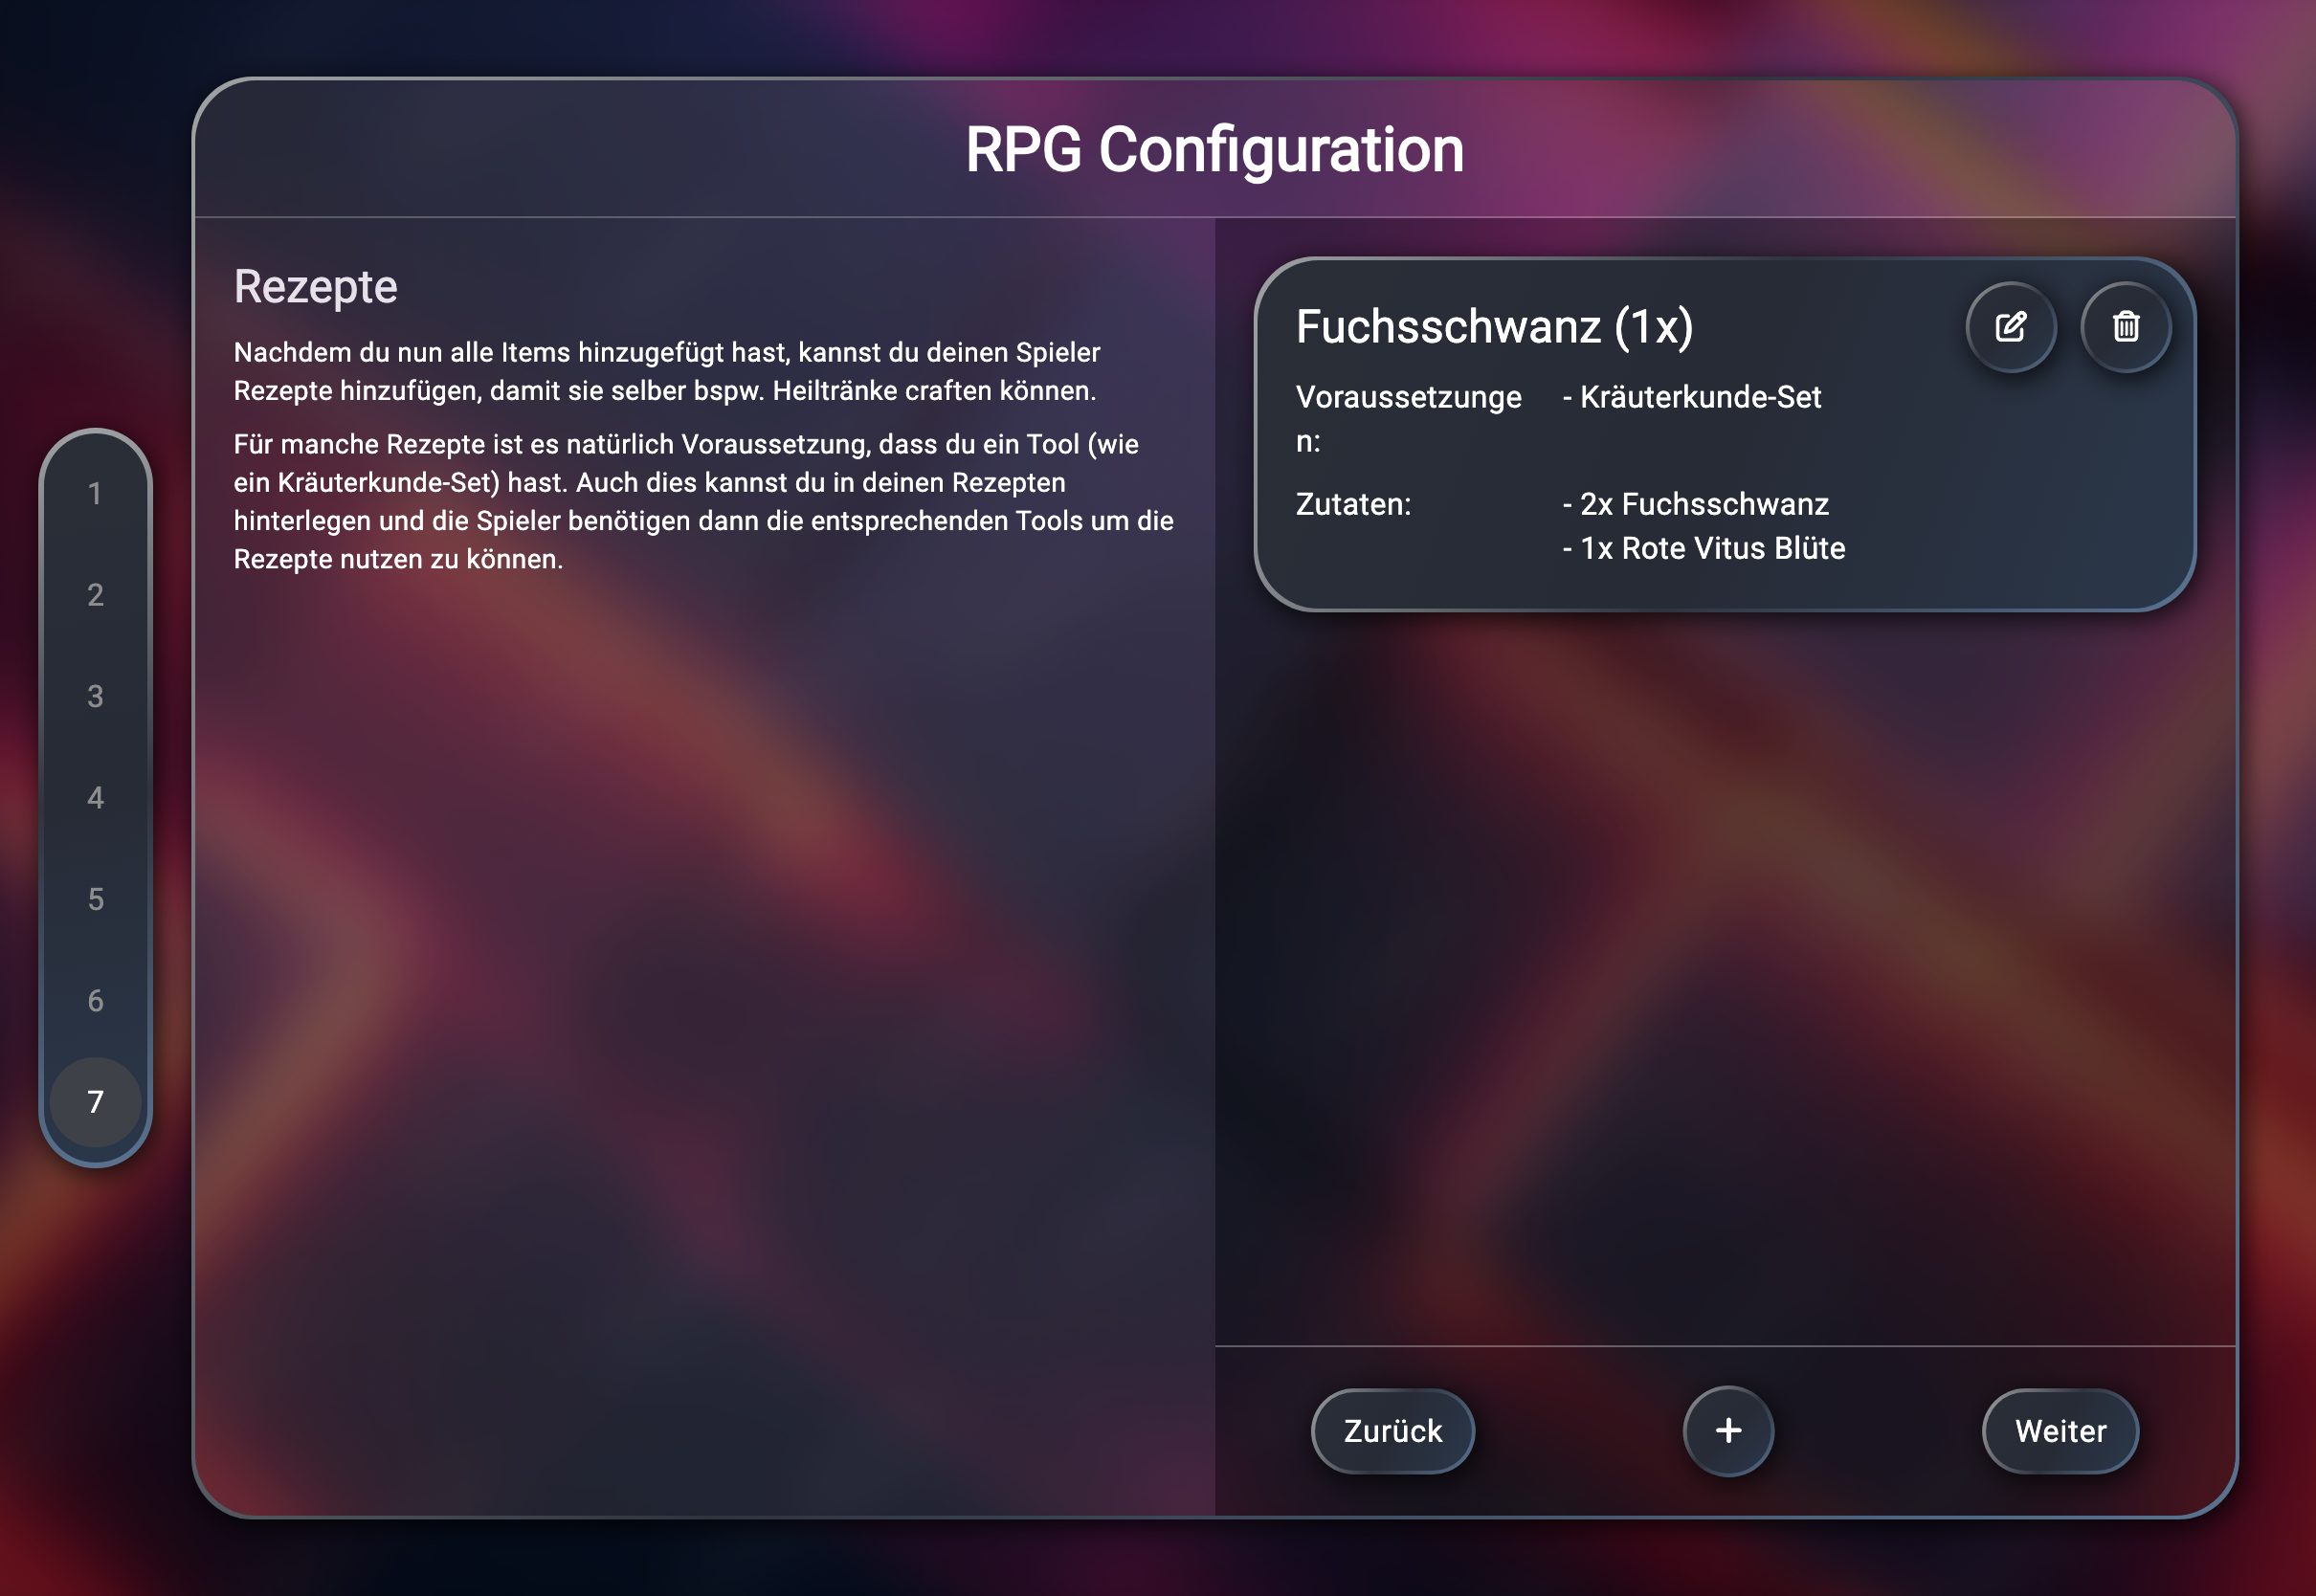 RPG Configuration
1
2
3
4
5
6
7
Rezepte
Nachdem du nun alle Items hinzugefügt hast, kannst du deinen Spieler
Rezepte hinzufügen, damit sie selber bspw. Heiltränke craften können.
Für manche Rezepte ist es natürlich Voraussetzung, dass du ein Tool (wie
ein Kräuterkunde-Set) hast. Auch dies kannst du in deinen Rezepten
hinterlegen und die Spieler benötigen dann die entsprechenden Tools um die
Rezepte nutzen zu können.
Fuchsschwanz (1x)
Voraussetzunge - Kräuterkunde-Set
n:
Zutaten: - 2x Fuchsschwanz
- 1x Rote Vitus Blüte
Zurück + Weiter